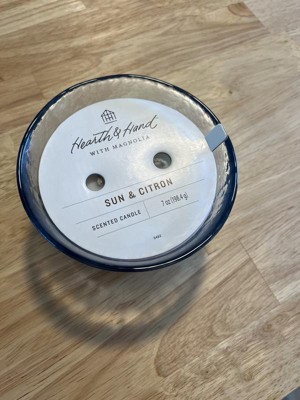 Hearth & Hand
WITH MAGNOLIA
SUN & CITRON
SCENTED CANDLE
7 oz (198.4 g)